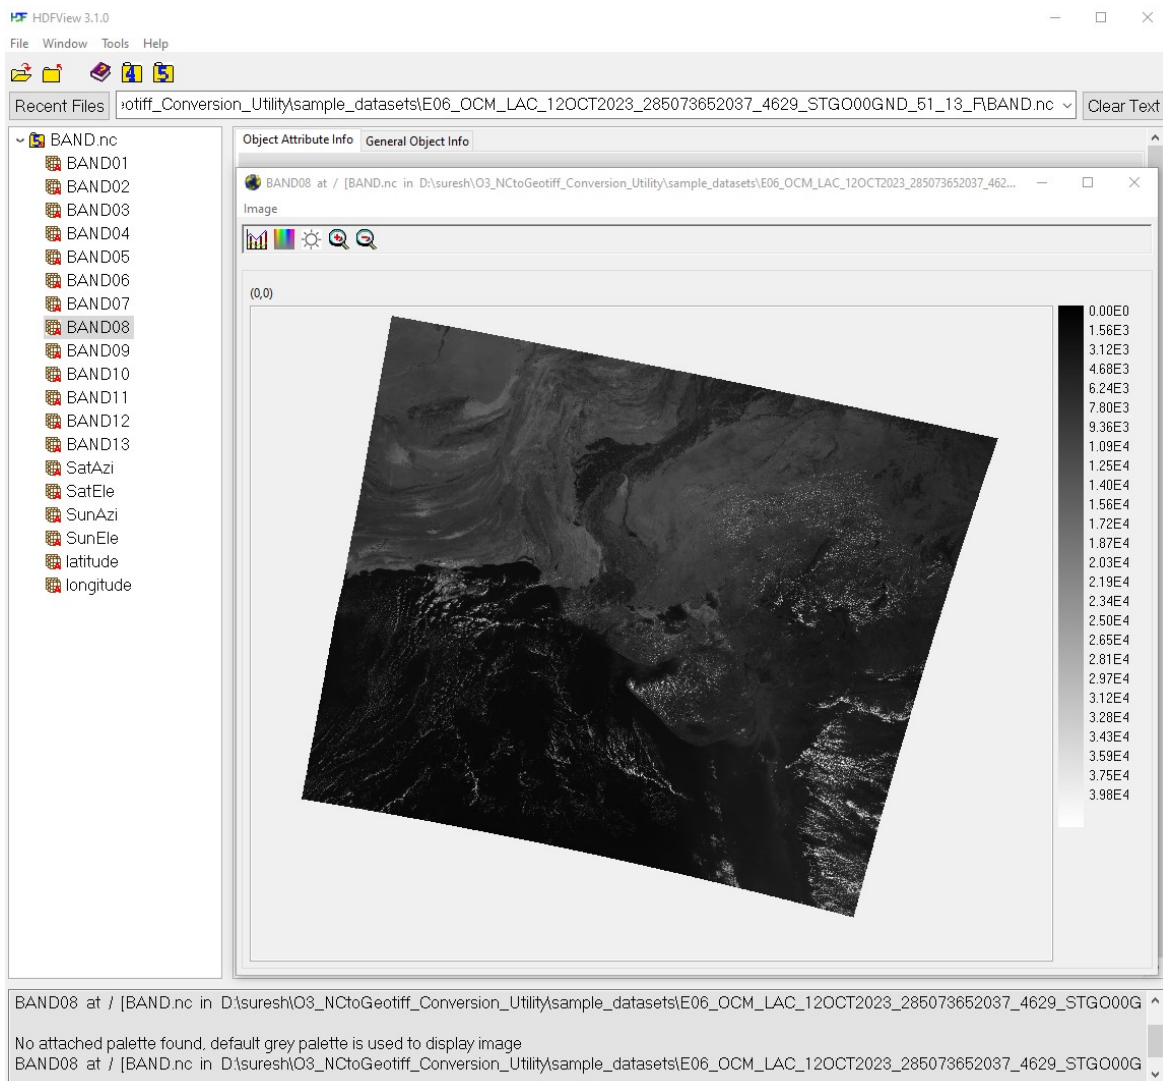 HDF HDFView 3.1.0
File Window Tools Help
4 5
Recent Files :otiff_Conversion_Utility\sample_datasets\E06_OCM_LAC_12OCT2023_285073652037_4629_STGO00GND_51_13_F\BAND.nc Clear Text
BAND.nc
BAND01
BAND02
BAND03
BAND04
BAND05
BAND06
BAND07
BAND08
BAND09
BAND10
BAND11
BAND12
BAND13
SatAzi
SatEle
SunAzi
SunEle
latitude
longitude
Object Attribute Info General Object Info
BAND08 at / [BAND.nc in D:\suresh\O3_NCtoGeotiff_Conversion_Utility\sample_datasets\E06_OCM_LAC_12OCT2023_285073652037_462...
Image
(0,0)
0.00E0
1.56E3
3.12E3
4.68E3
6.24E3
7.80E3
9.36E3
1.09E4
1.25E4
1.40E4
1.56E4
1.72E4
1.87E4
2.03E4
2.19E4
2.34E4
2.50E4
2.65E4
2.81E4
2.97E4
3.12E4
3.28E4
3.43E4
3.59E4
3.75E4
3.98E4
BAND08 at / [BAND.nc in D:\suresh\O3_NCtoGeotiff_Conversion_Utility\sample_datasets\E06_OCM_LAC_12OCT2023_285073652037_4629_STGO00G
No attached palette found, default grey palette is used to display image
BAND08 at / [BAND.nc in D:\suresh\O3_NCtoGeotiff_Conversion_Utility\sample_datasets\E06_OCM_LAC_12OCT2023_285073652037_4629_STGO00G